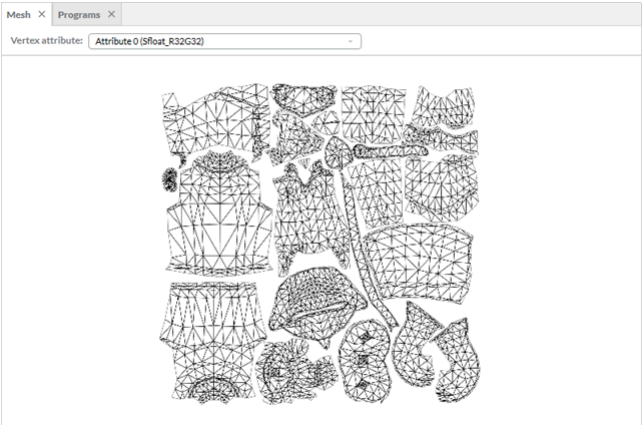 Mesh × Programs ×
Vertex attribute: Attribute 0 (Sfloat_R32G32)